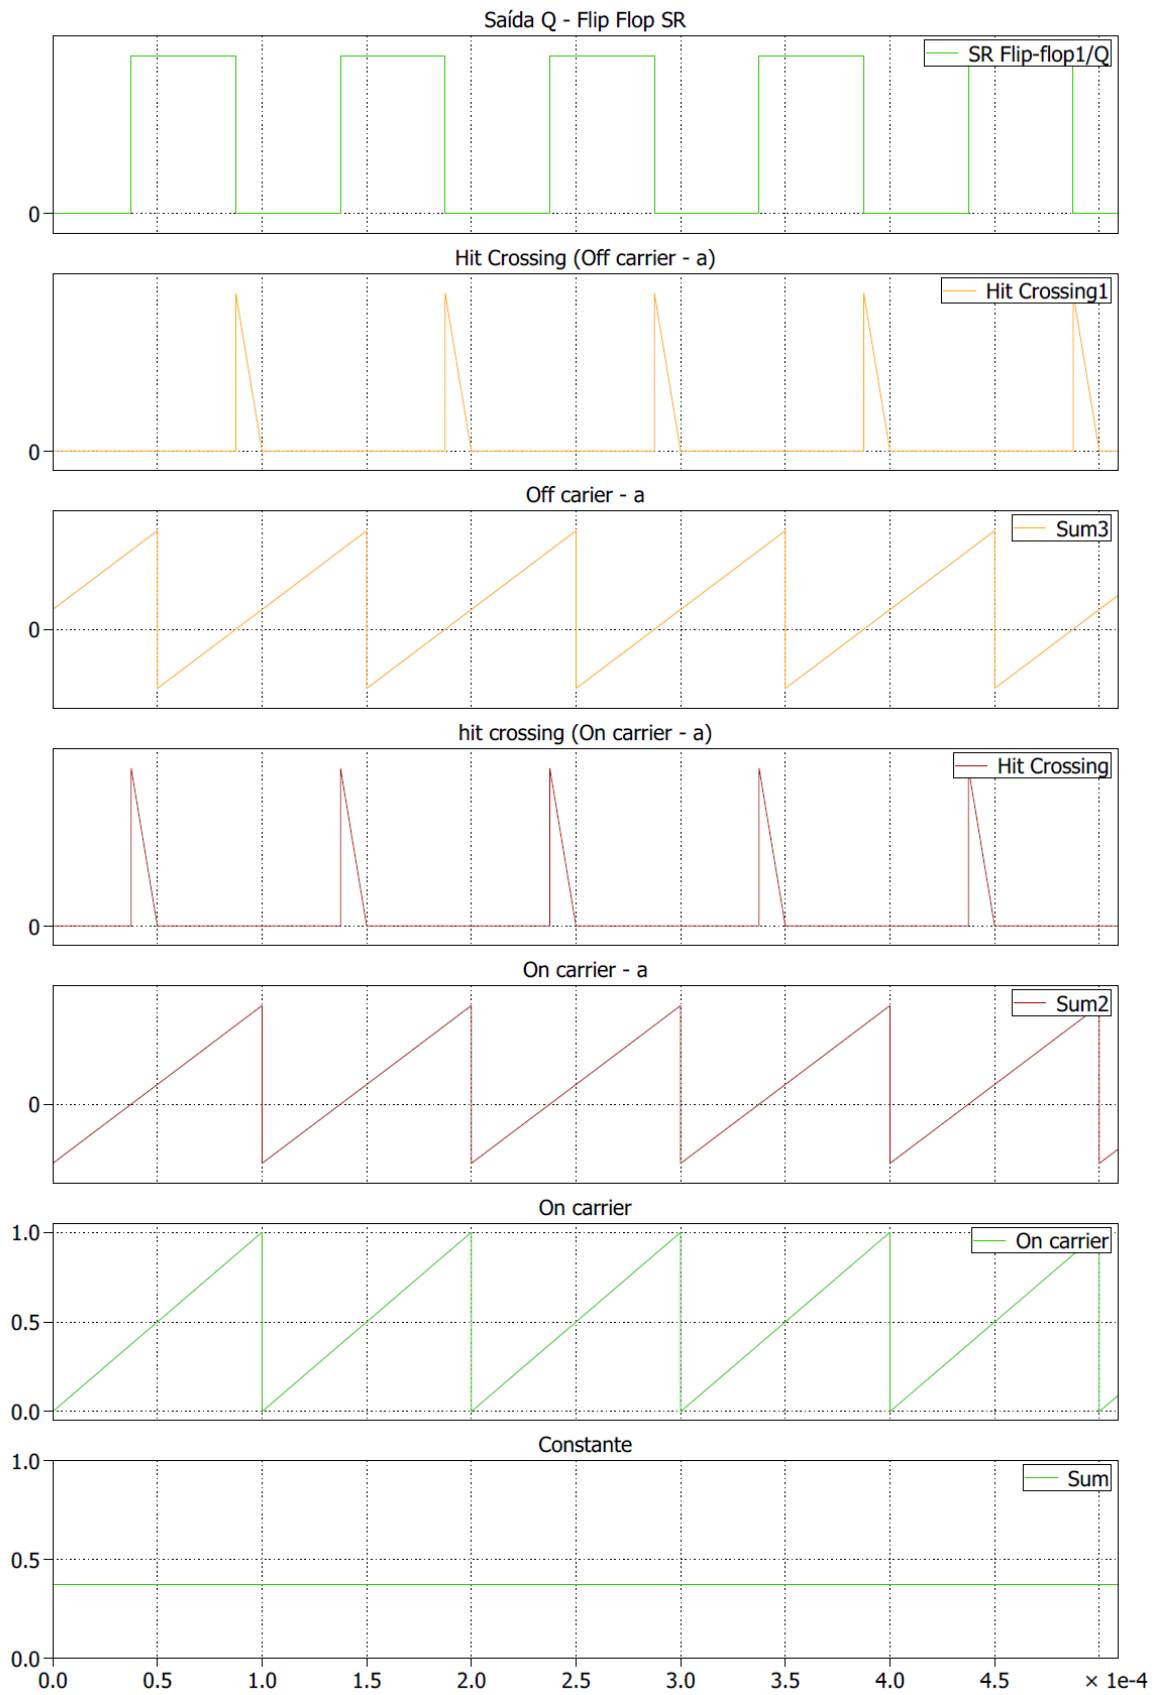 Saída Q - Flip Flop SR
SR Flip-flop1/Q
0
Hit Crossing (Off carrier - a)
Hit Crossing1
0
Off carier - a
Sum3
0
hit crossing (On carrier - a)
Hit Crossing
0
On carrier - a
Sum2
0
On carrier
1.0
On carrier
0.5
0.0
Constante
1.0
Sum
0.5
0.0
0.0 0.5 1.0 1.5 2.0 2.5 3.0 3.5 4.0 4.5 × 1e-4